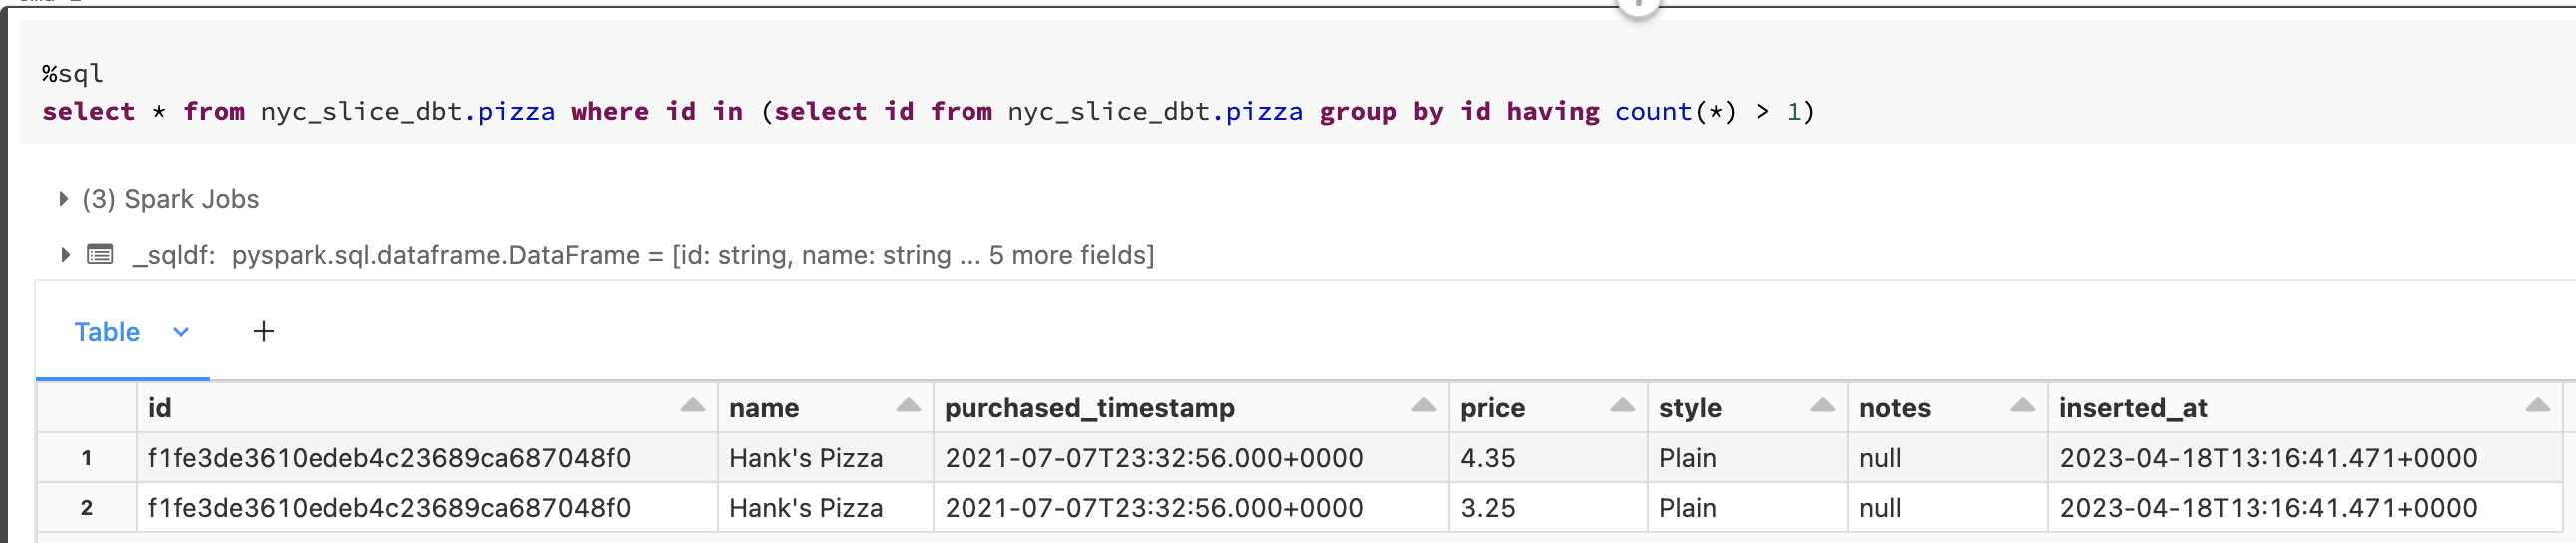 %sql
select * from nyc_slice_dbt.pizza where id in (select id from nyc_slice_dbt.pizza group by id having count(*) > 1)
(3) Spark Jobs
_sqldf: pyspark.sql.dataframe.DataFrame = [id: string, name: string ... 5 more fields]
Table +
id name purchased_timestamp price style notes inserted_at
1 f1fe3de3610edeb4c23689ca687048f0 Hank's Pizza 2021-07-07T23:32:56.000+0000 4.35 Plain null 2023-04-18T13:16:41.471+0000
2 f1fe3de3610edeb4c23689ca687048f0 Hank's Pizza 2021-07-07T23:32:56.000+0000 3.25 Plain null 2023-04-18T13:16:41.471+0000